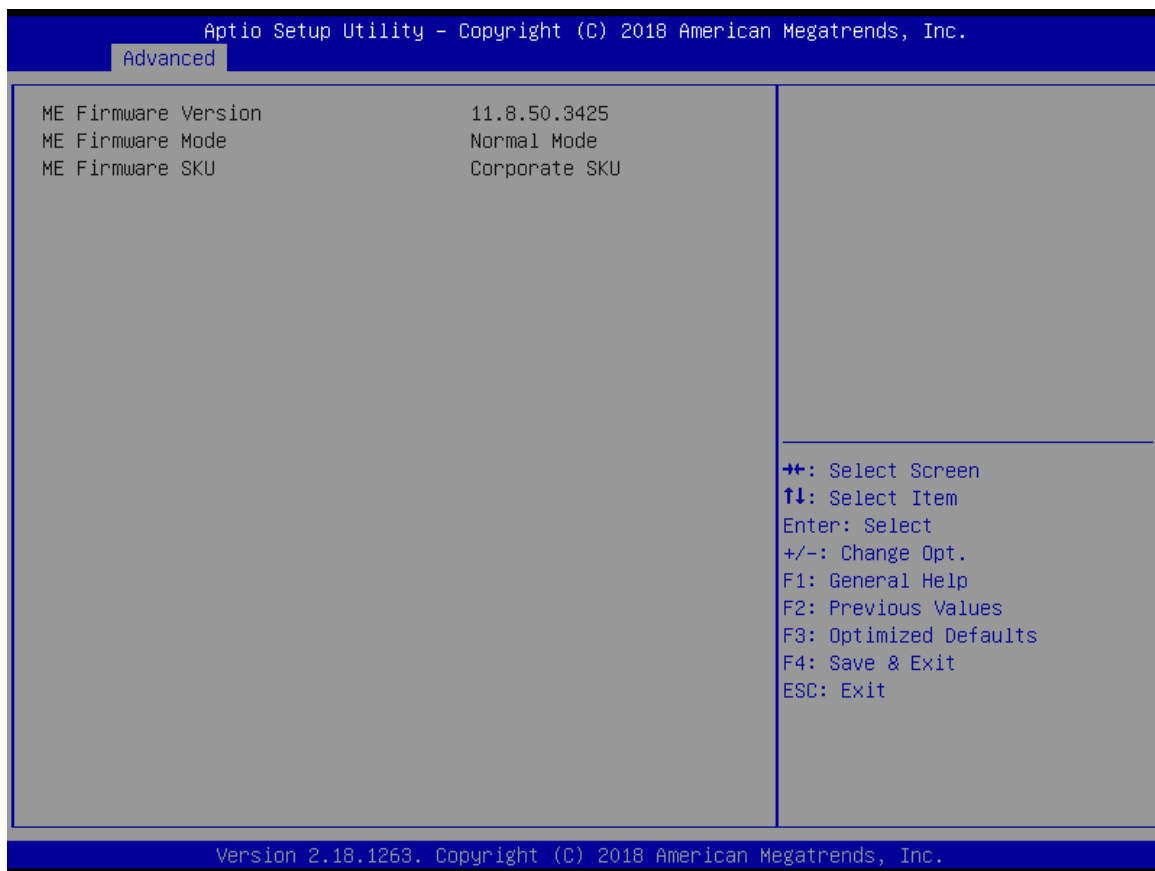 Aptio Setup Utility – Copyright (C) 2018 American Megatrends, Inc.
Advanced
ME Firmware Version 11.8.50.3425
ME Firmware Mode Normal Mode
ME Firmware SKU Corporate SKU
→←: Select Screen
↑↓: Select Item
Enter: Select
+/-: Change Opt.
F1: General Help
F2: Previous Values
F3: Optimized Defaults
F4: Save & Exit
ESC: Exit
Version 2.18.1263. Copyright (C) 2018 American Megatrends, Inc.